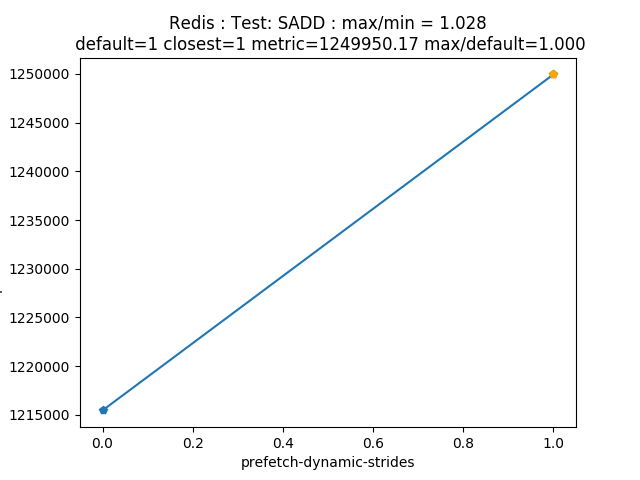 Redis : Test: SADD : max/min = 1.028
default=1 closest=1 metric=1249950.17 max/default=1.000
1250000
1245000
1240000
1235000
1230000
1225000
1220000
1215000
0.0 0.2 0.4 0.6 0.8 1.0
prefetch-dynamic-strides